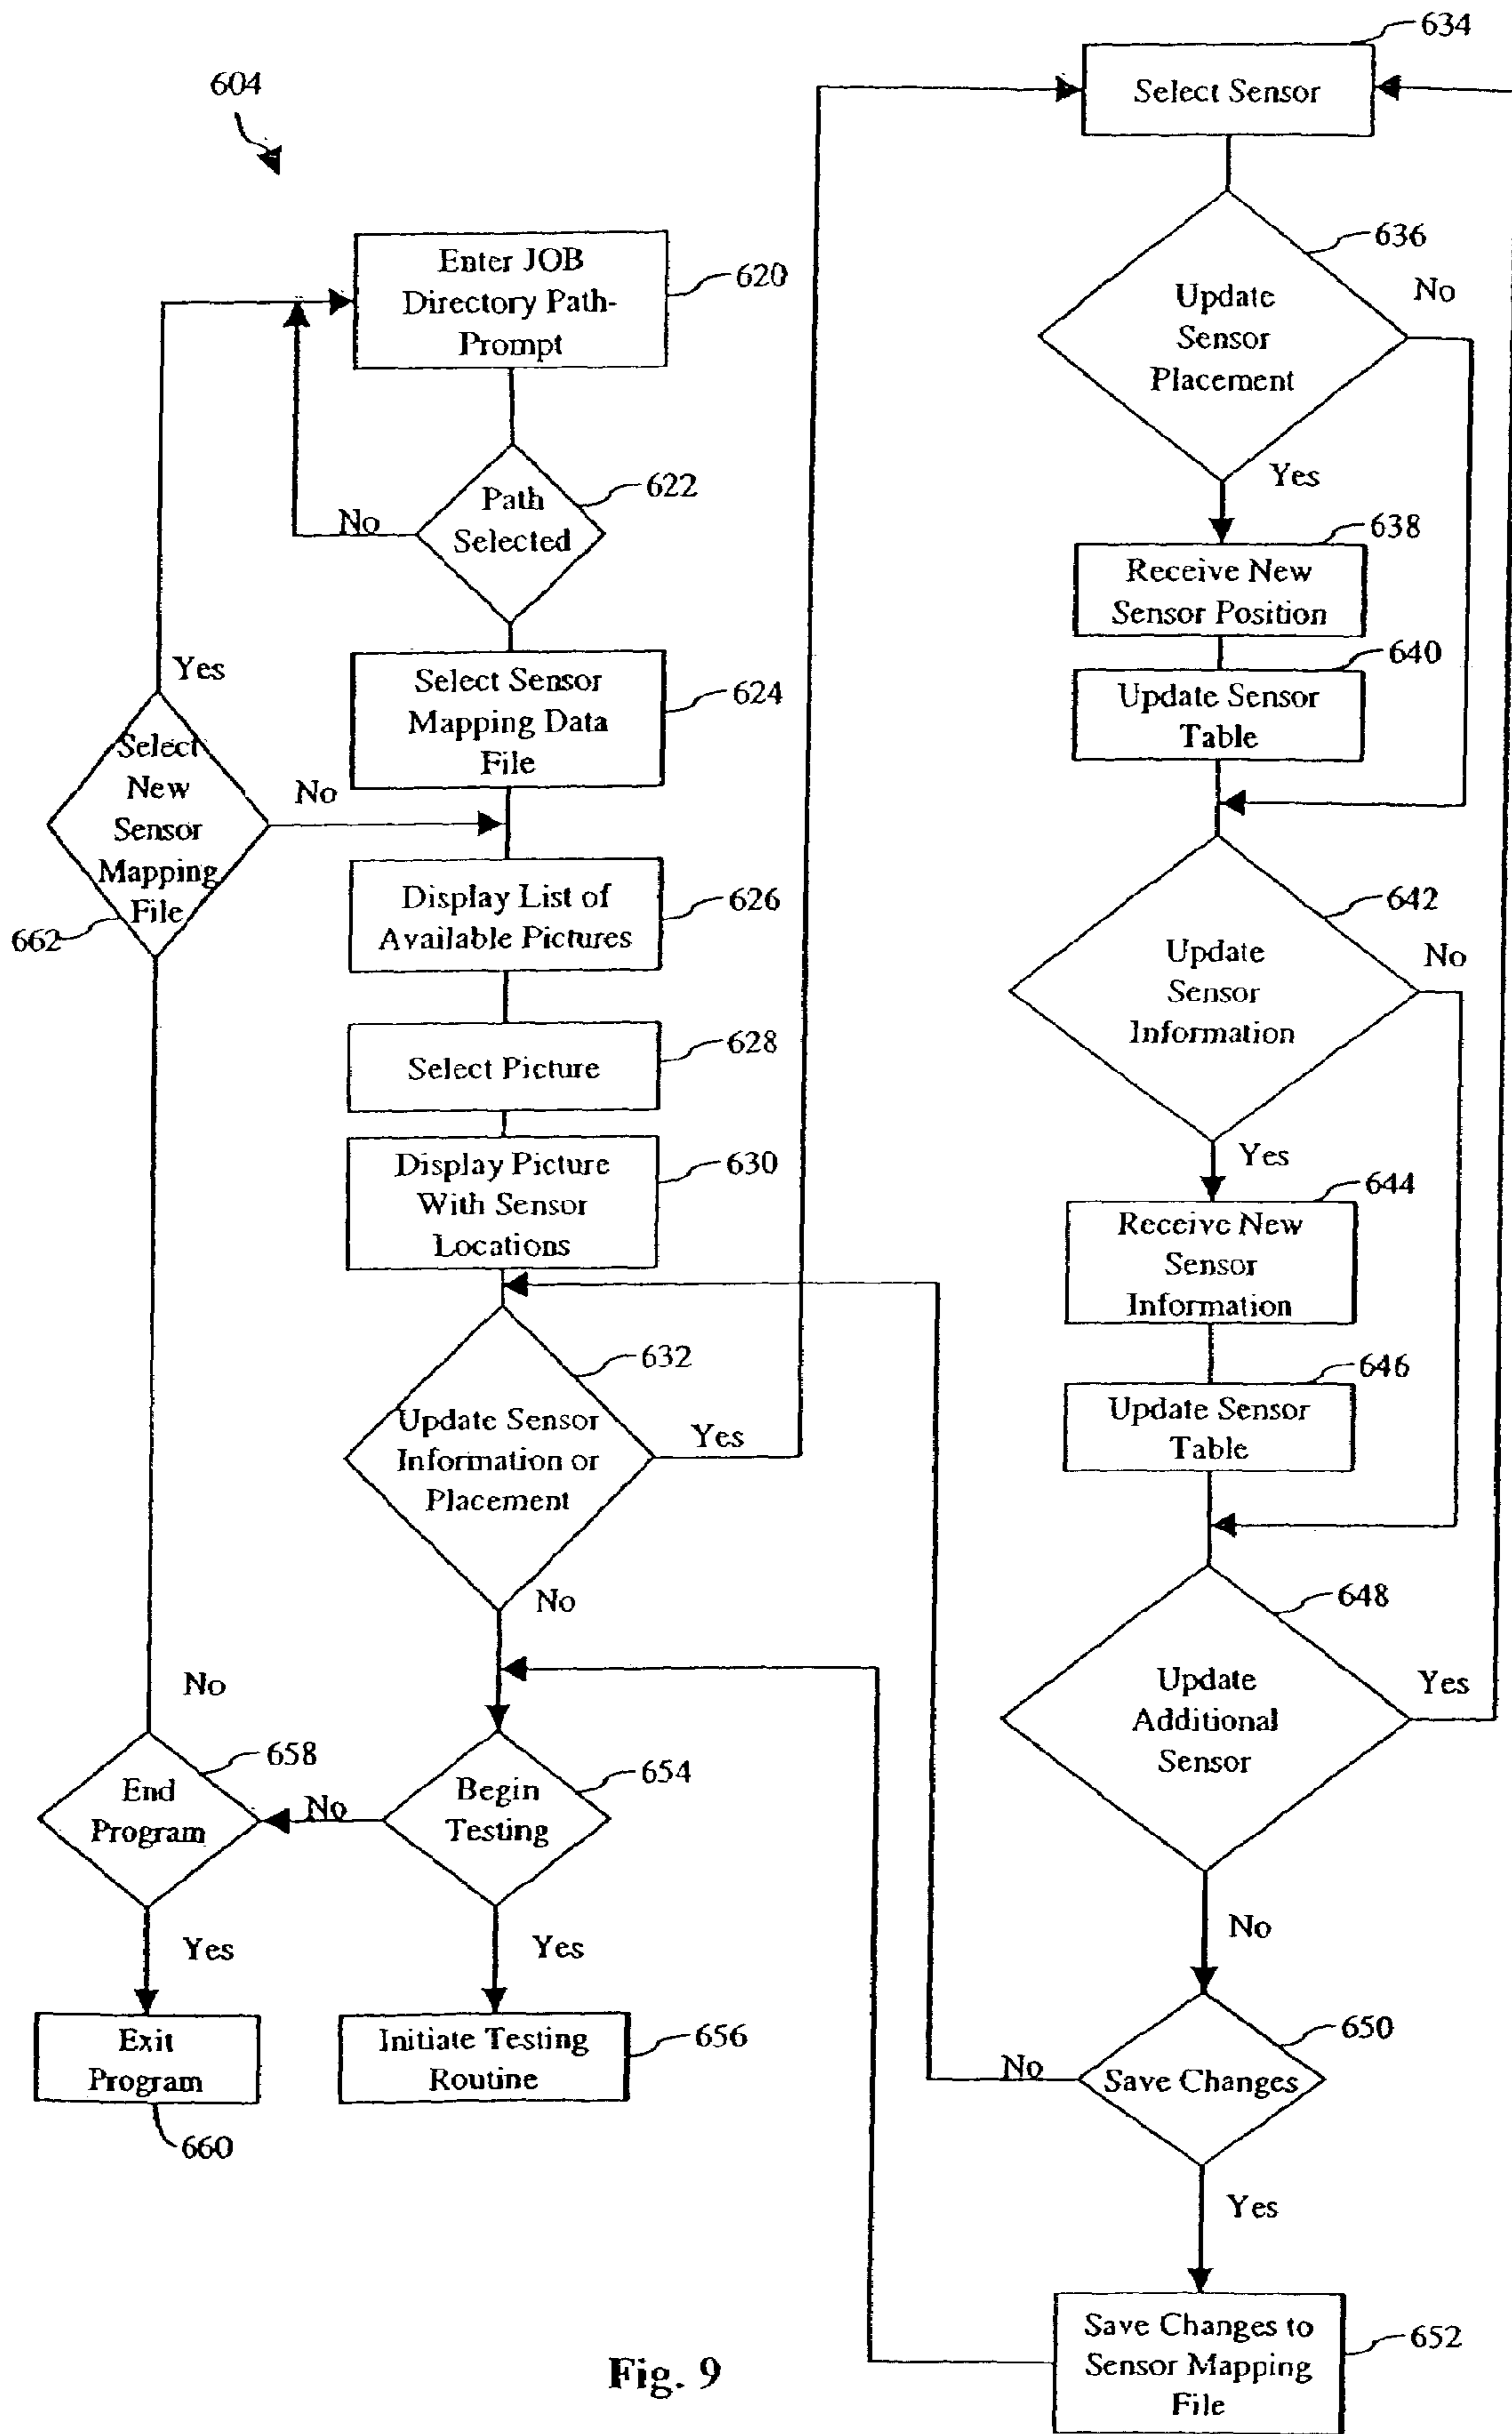 604
Enter JOB
Directory Path-
Prompt
620
Path
Selected
622
No
Select Sensor
Mapping Data
File
624
Yes
Select
New
Sensor
Mapping
File
662
No
Display List of
Available Pictures
626
Select Picture
628
Display Picture
With Sensor
Locations
630
Update Sensor
Information or
Placement
632
Yes
No
Begin
Testing
654
No
Yes
Initiate Testing
Routine
656
No
End
Program
658
Yes
Exit
Program
660
Select Sensor
634
Update
Sensor
Placement
636
No
Yes
Receive New
Sensor Position
638
Update Sensor
Table
640
Update
Sensor
Information
642
No
Yes
Receive New
Sensor
Information
644
Update Sensor
Table
646
Update
Additional
Sensor
648
Yes
No
Save Changes
650
No
Yes
Save Changes to
Sensor Mapping
File
652
Fig. 9